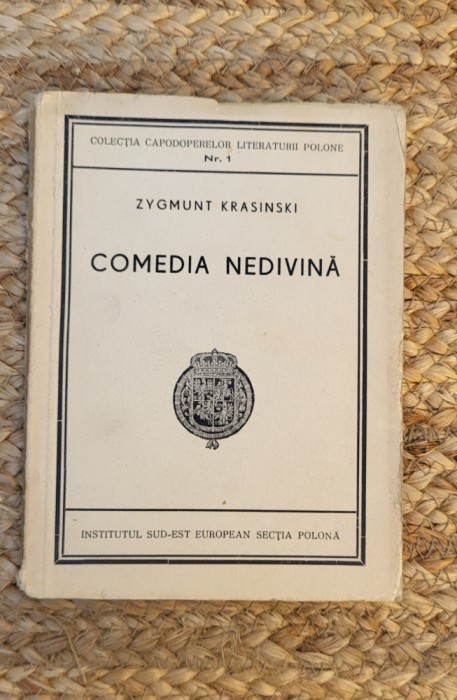 COLECȚIA CAPODOPERELOR LITERATURII POLONE
Nr. 1
ZYGMUNT KRASINSKI
COMEDIA NEDIVINĂ
INSTITUTUL SUD-EST EUROPEAN SECȚIA POLONĂ